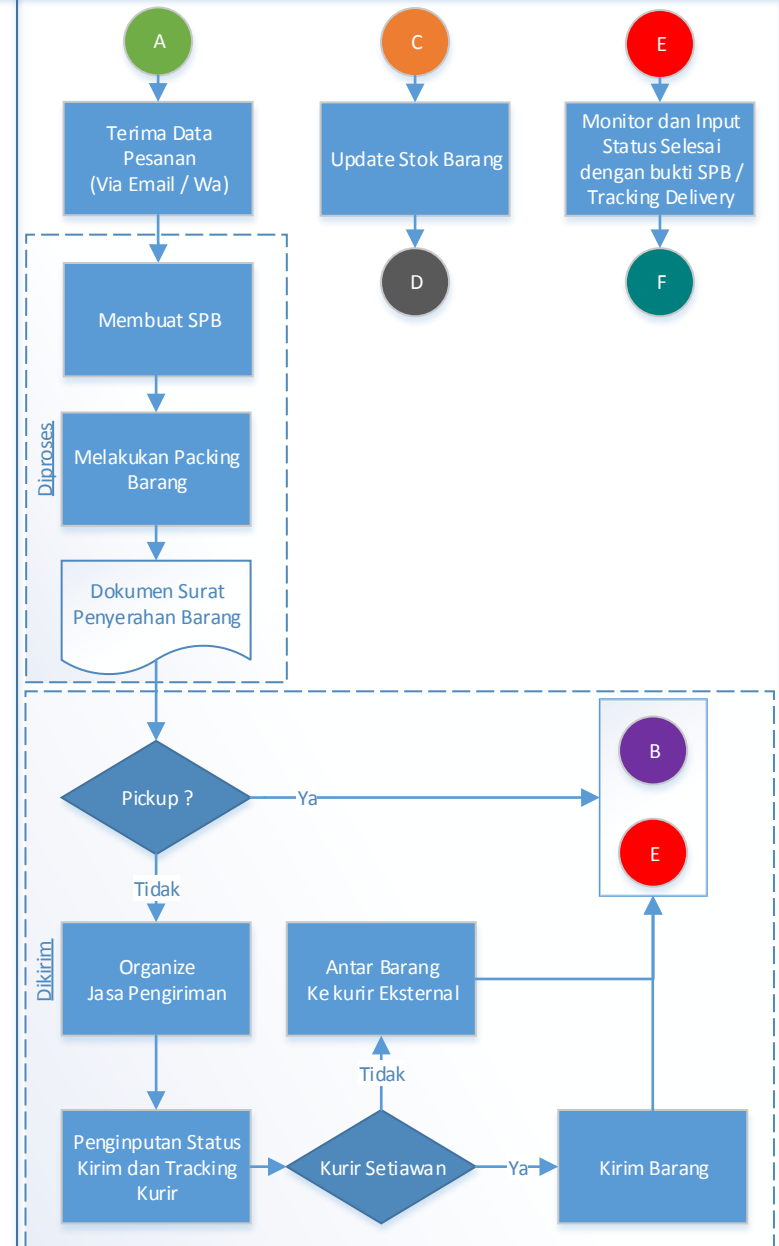 A
C
E
Terima Data
Pesanan
(Via Email / Wa)
Update Stok Barang
Monitor dan Input
Status Selesai
dengan bukti SPB /
Tracking Delivery
D
F
Membuat SPB
Diproses
Melakukan Packing
Barang
Dokumen Surat
Penyerahan Barang
B
Pickup ?
Ya
E
Tidak
Dikirim
Organize
Jasa Pengiriman
Antar Barang
Ke kurir Eksternal
Tidak
Penginputan Status
Kirim dan Tracking
Kurir
Kurir Setiawan
Ya
Kirim Barang